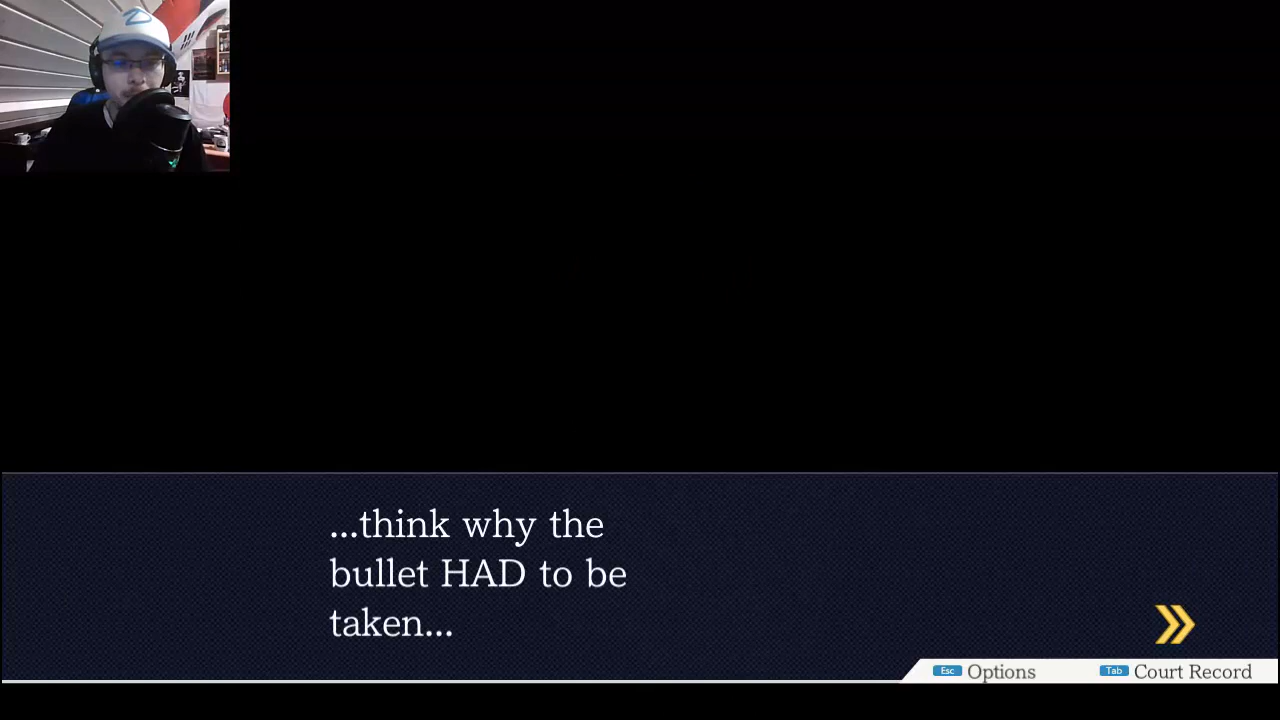 ...think why the
bullet HAD to be
taken...
Esc Options
Tab Court Record